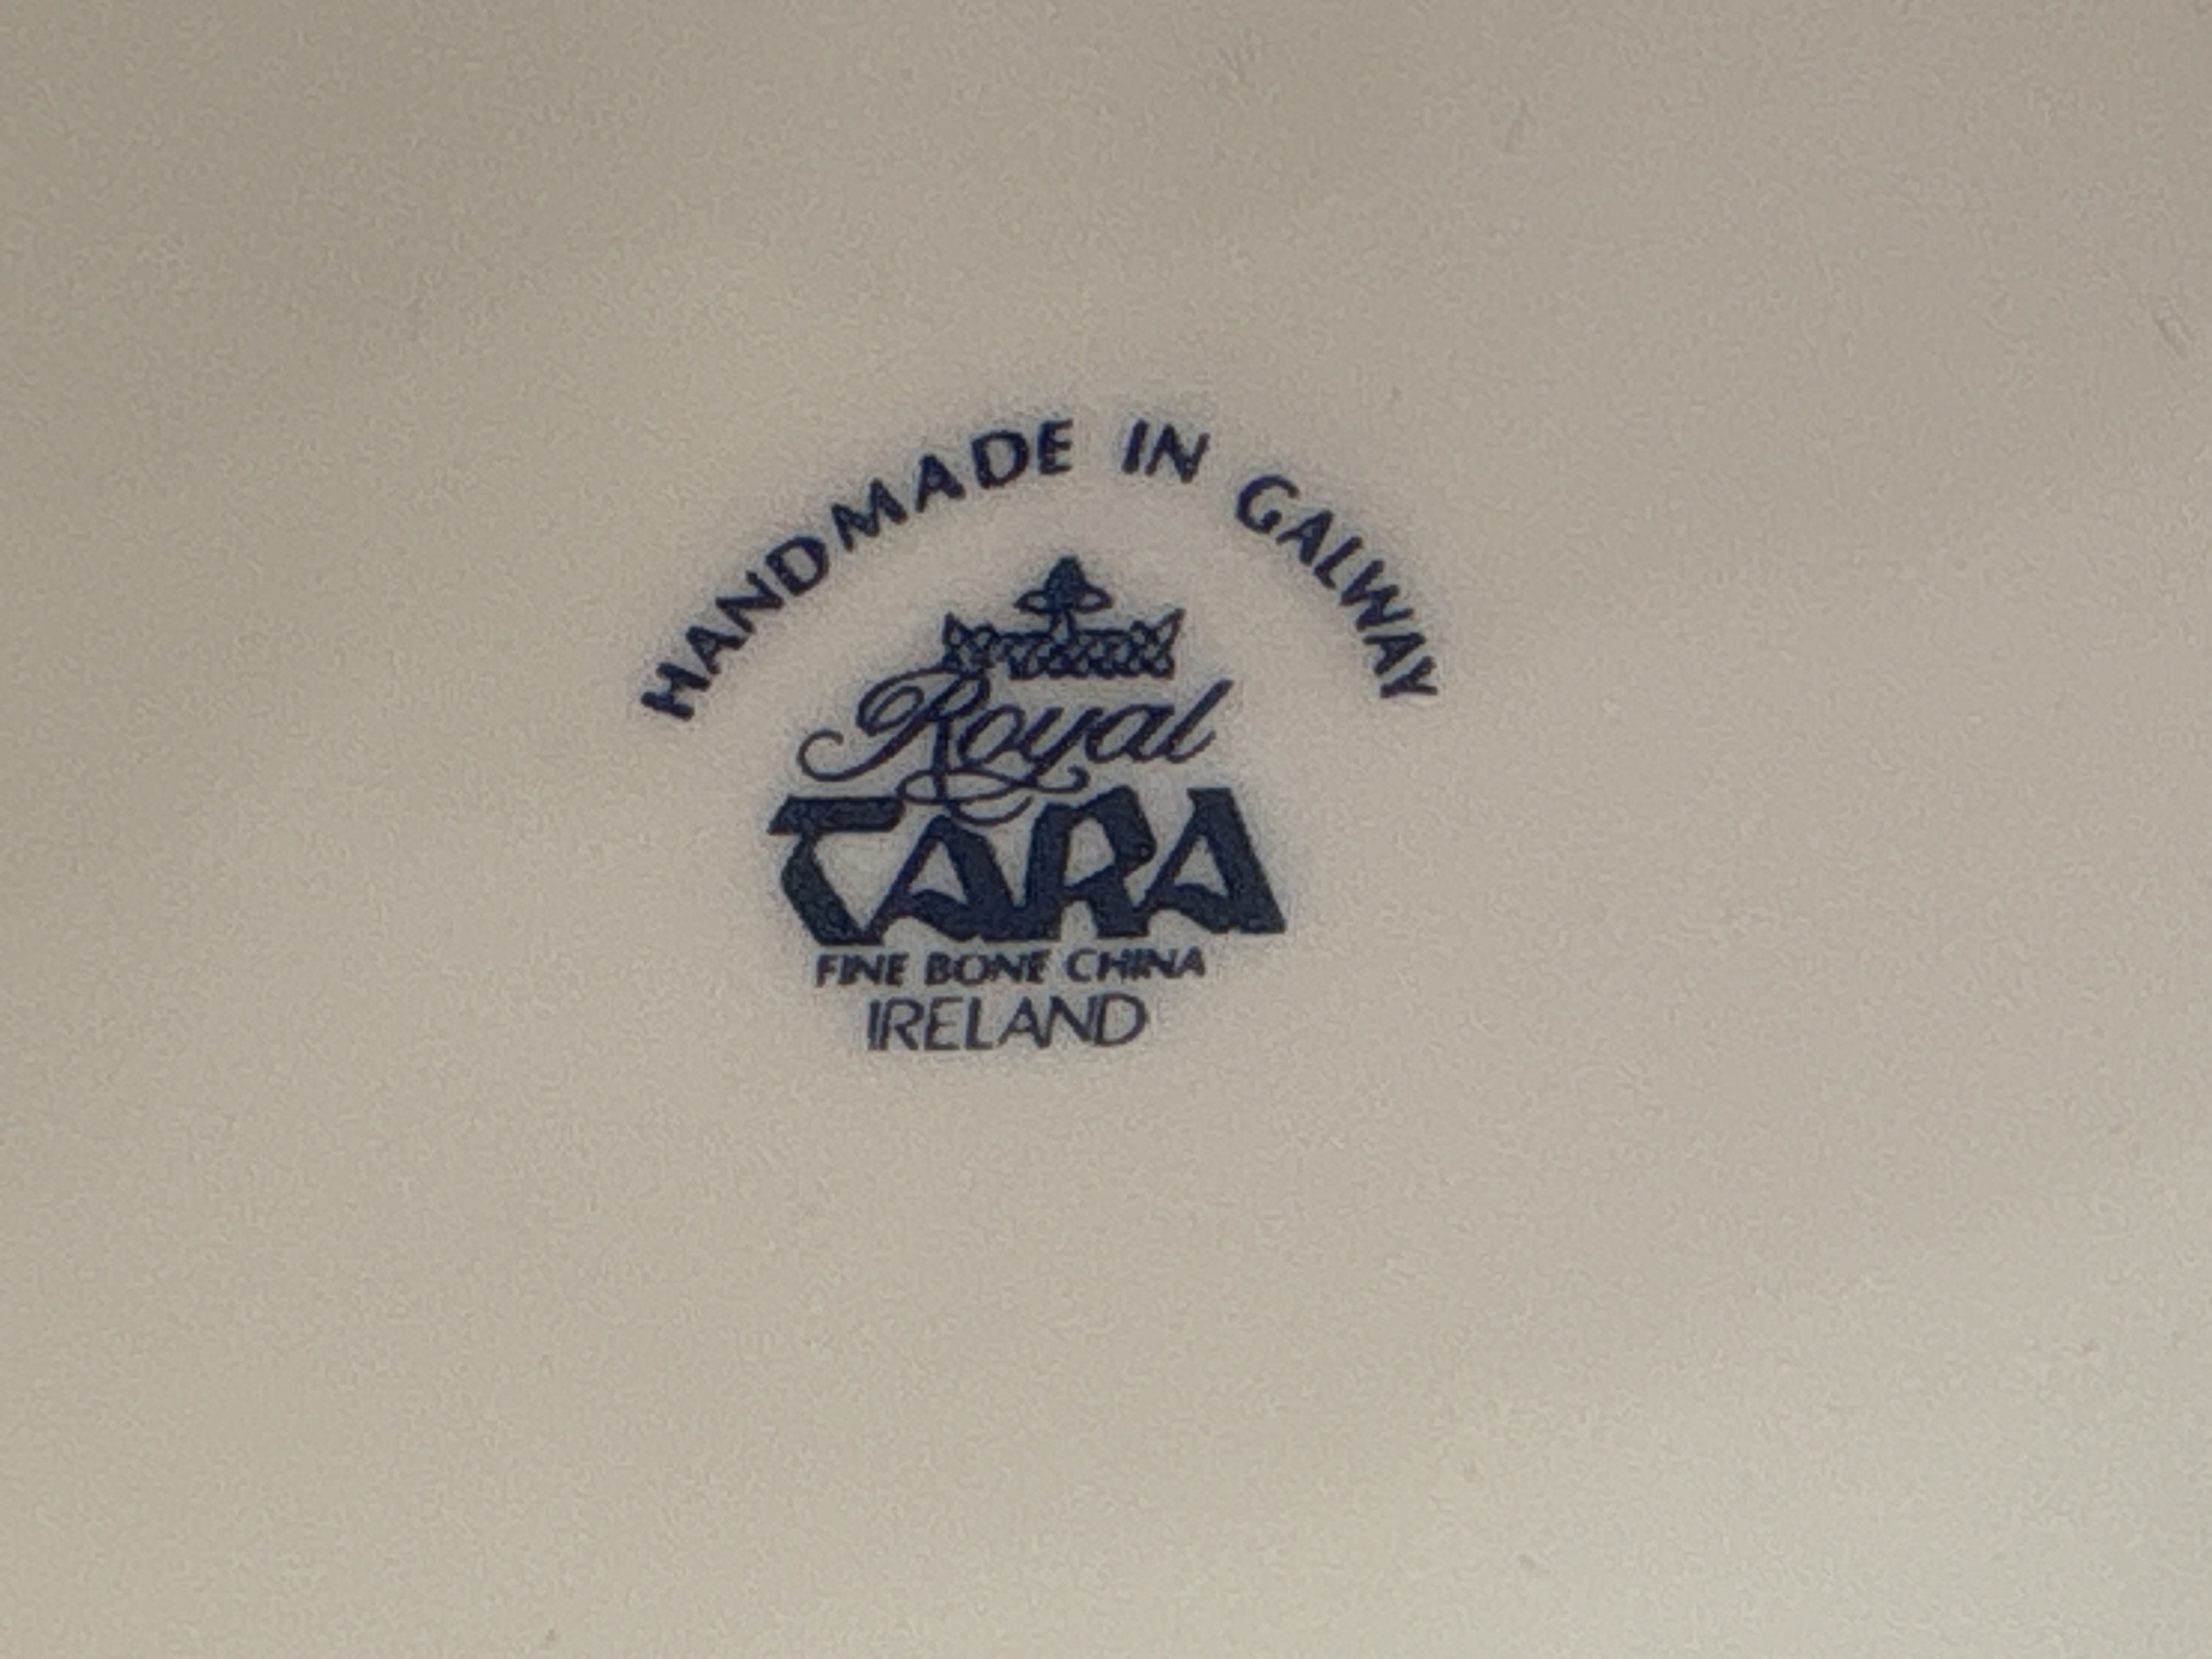 HANDMADE IN GALWAY
Royal
TARA
FINE BONE CHINA
IRELAND